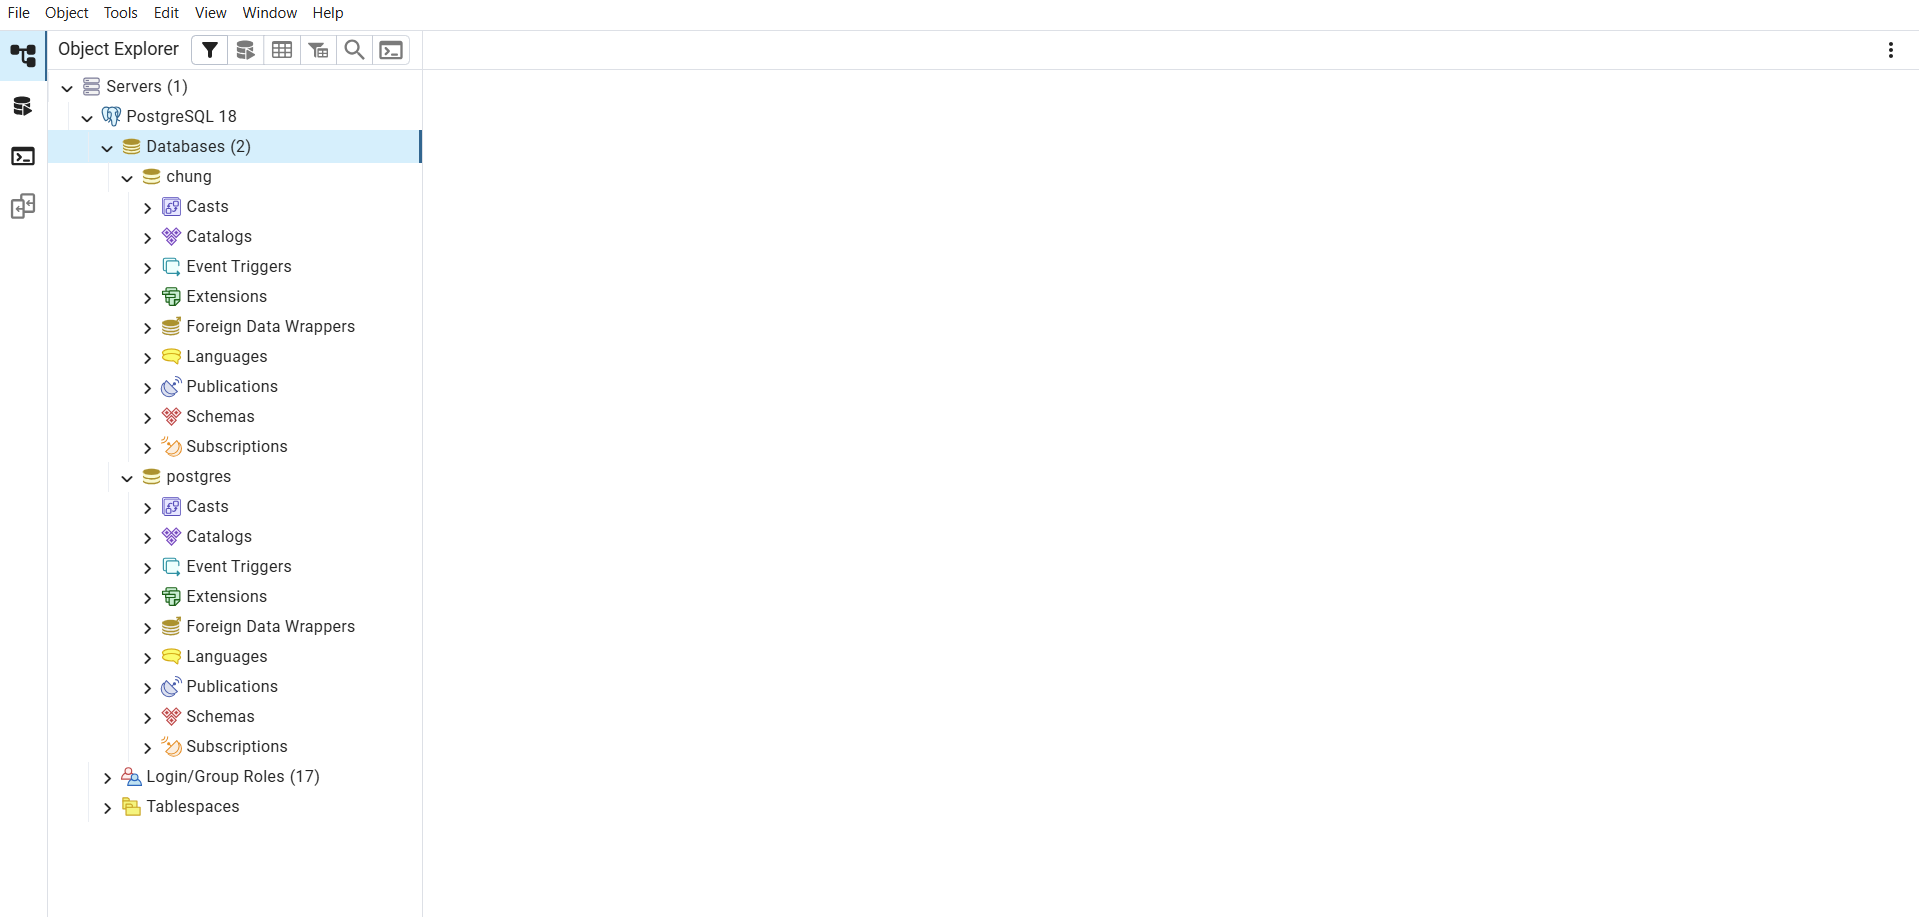 File Object Tools Edit View Window Help
Object Explorer
Servers (1)
PostgreSQL 18
Databases (2)
chung
Casts
Catalogs
Event Triggers
Extensions
Foreign Data Wrappers
Languages
Publications
Schemas
Subscriptions
postgres
Casts
Catalogs
Event Triggers
Extensions
Foreign Data Wrappers
Languages
Publications
Schemas
Subscriptions
Login/Group Roles (17)
Tablespaces